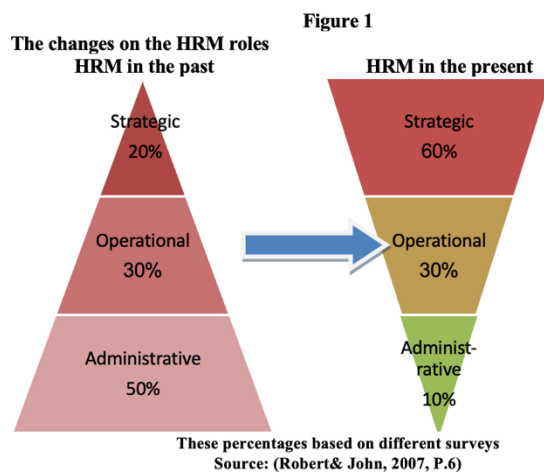 Figure 1
The changes on the HRM roles
HRM in the past
HRM in the present
Strategic
20%
Operational
30%
Administrative
50%
Strategic
60%
Operational
30%
Administ-
rative
10%
These percentages based on different surveys
Source: (Robert& John, 2007, P.6)